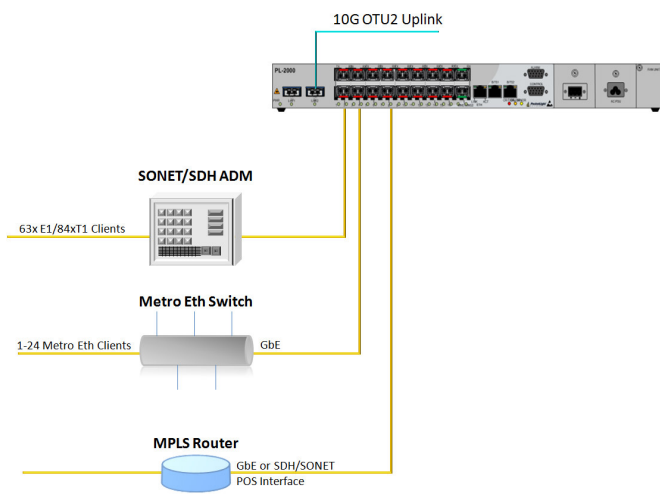 10G OTU2 Uplink
PL-2000
SONET/SDH ADM
63x E1/84xT1 Clients
Metro Eth Switch
1-24 Metro Eth Clients
GbE
MPLS Router
GbE or SDH/SONET
POS Interface